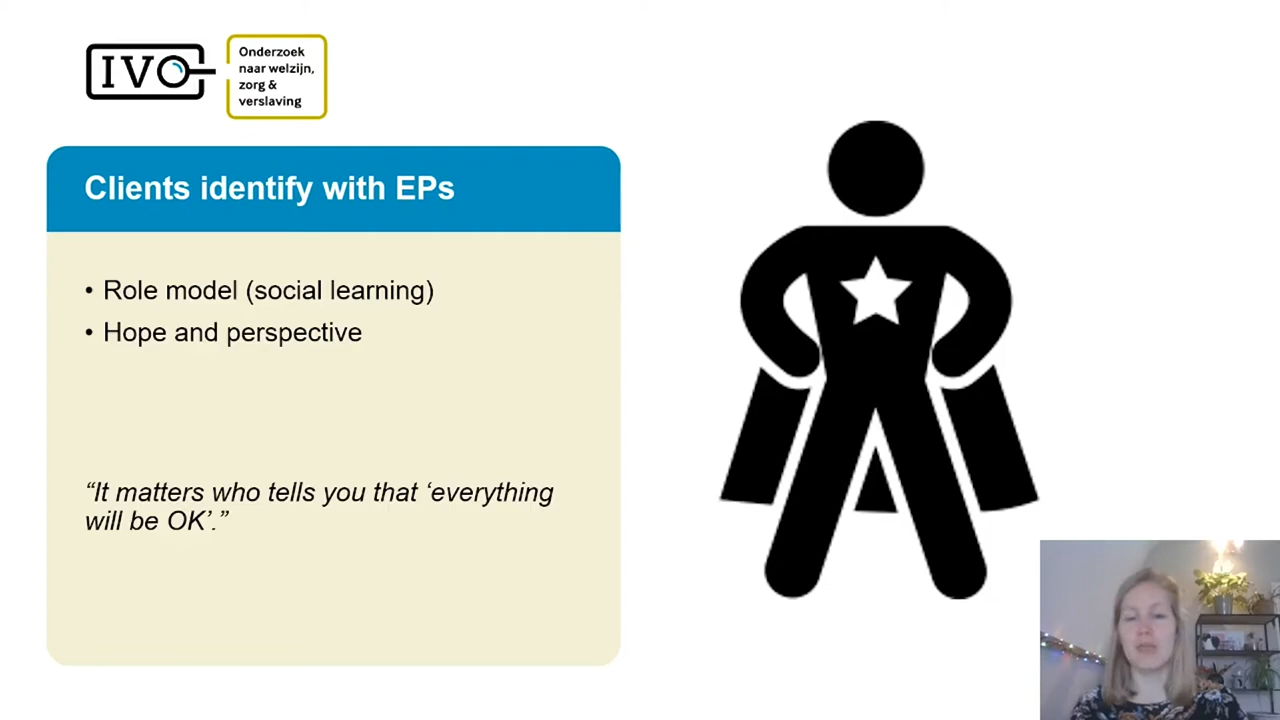 IVO
Onderzoek
naar welzijn,
zorg &
verslaving
Clients identify with EPs
• Role model (social learning)
• Hope and perspective
“It matters who tells you that ‘everything
will be OK’.”